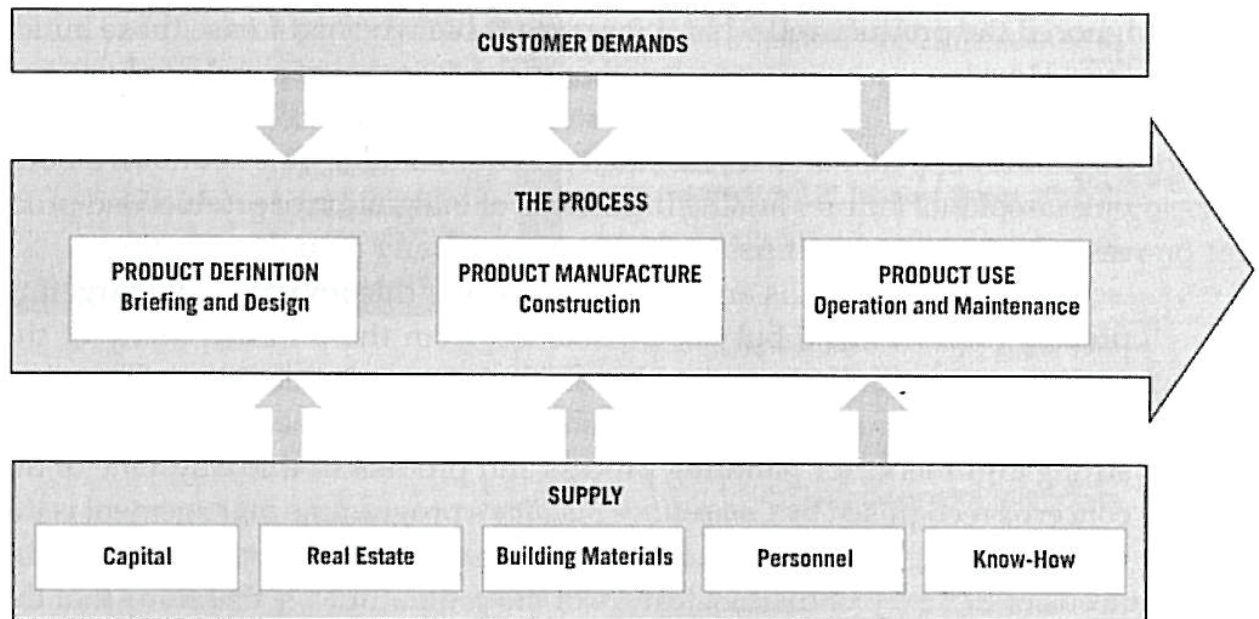 CUSTOMER DEMANDS
THE PROCESS
PRODUCT DEFINITION
Briefing and Design
PRODUCT MANUFACTURE
Construction
PRODUCT USE
Operation and Maintenance
SUPPLY
Capital
Real Estate
Building Materials
Personnel
Know-How